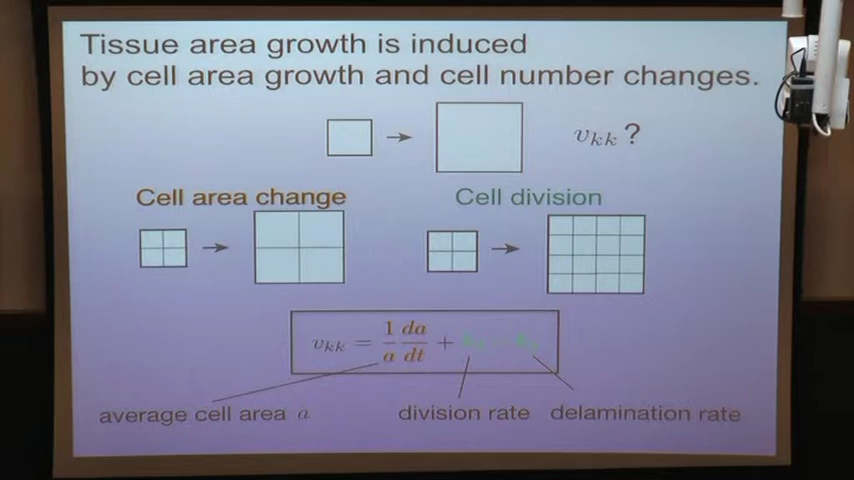 Tissue area growth is induced
by cell area growth and cell number changes.
v_kk ?
Cell area change
Cell division
v_kk = 1/a da/dt +
average cell area a
division rate
delamination rate